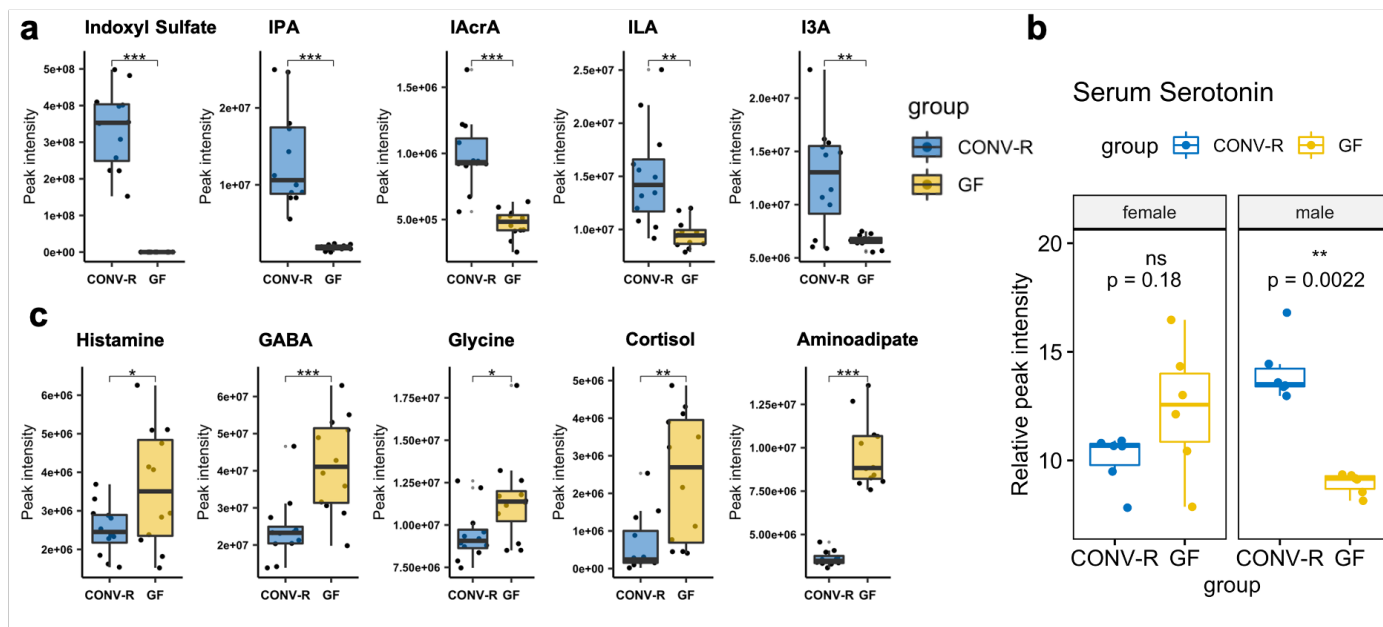 a
Indoxyl Sulfate
IPA
IAcrA
ILA
I3A
***
***
***
**
**
Peak intensity
5e+08
4e+08
3e+08
2e+08
1e+08
0e+00
CONV-R GF
Peak intensity
2e+07
1e+07
CONV-R GF
Peak intensity
1.5e+06
1.0e+06
5.0e+05
CONV-R GF
Peak intensity
2.5e+07
2.0e+07
1.5e+07
1.0e+07
CONV-R GF
Peak intensity
2.0e+07
1.5e+07
1.0e+07
5.0e+06
CONV-R GF
group
CONV-R
GF
b
Serum Serotonin
group CONV-R GF
female
male
ns
p = 0.18
**
p = 0.0022
Relative peak intensity
20
15
10
CONV-R GF
CONV-R GF
group
c
Histamine
GABA
Glycine
Cortisol
Aminoadipate
*
***
*
**
***
Peak intensity
6e+06
5e+06
4e+06
3e+06
2e+06
CONV-R GF
Peak intensity
6e+07
5e+07
4e+07
3e+07
2e+07
CONV-R GF
Peak intensity
1.75e+07
1.50e+07
1.25e+07
1.00e+07
7.50e+06
CONV-R GF
Peak intensity
5e+06
4e+06
3e+06
2e+06
1e+06
0e+00
CONV-R GF
Peak intensity
1.25e+07
1.00e+07
7.50e+06
5.00e+06
CONV-R GF